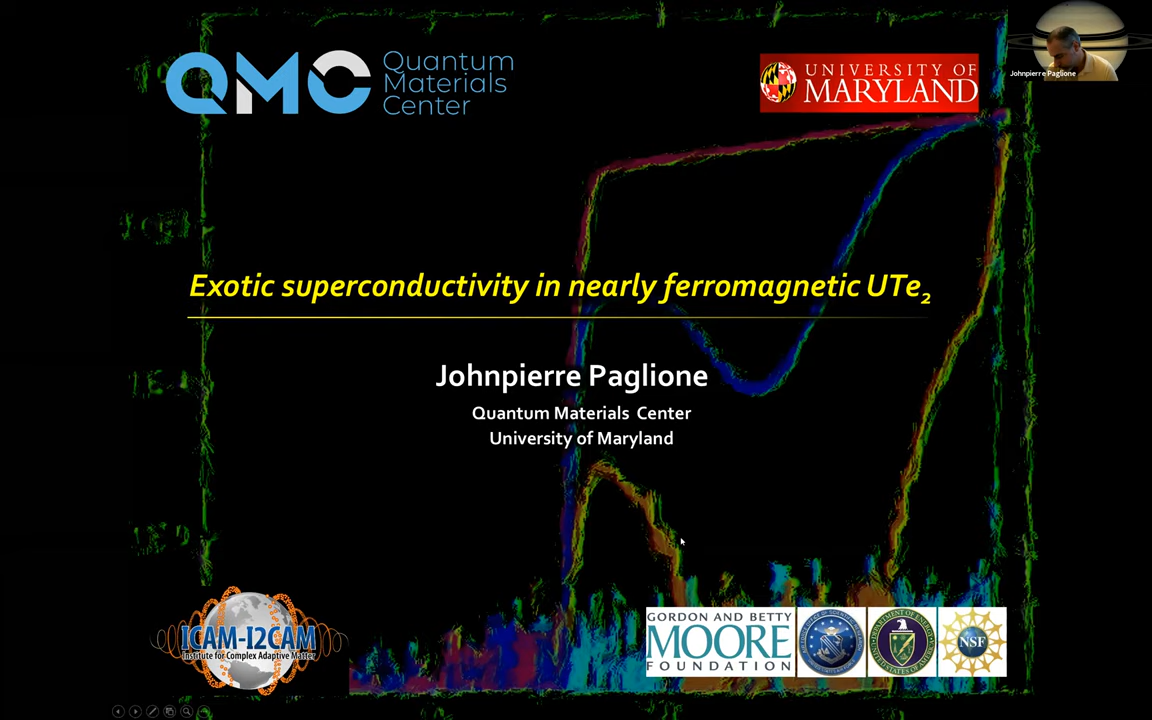 QMC
Quantum
Materials
Center
UNIVERSITY OF
MARYLAND
Johnpierre Paglione
Exotic superconductivity in nearly ferromagnetic UTe2
Johnpierre Paglione
Quantum Materials Center
University of Maryland
ICAM-I2CAM
Institute for Complex Adaptive Matter
GORDON AND BETTY
MOORE
FOUNDATION
NSF